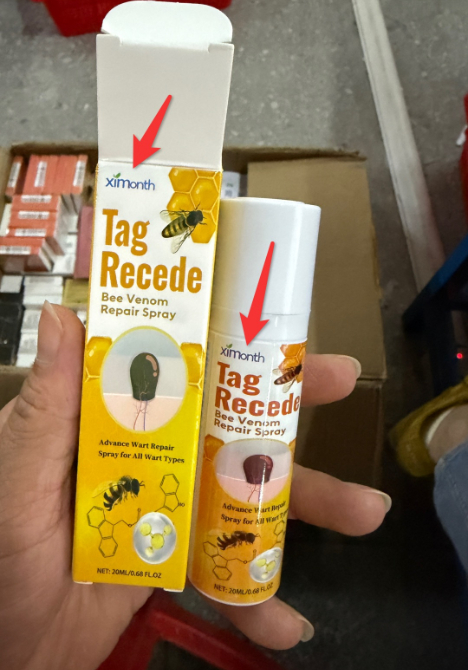 ximonth
Tag
Recede
Bee Venom
Repair Spray
Advance Wart Repair
Spray for All Wart Types
NET: 20ML/0.68 FL.OZ
ximonth
Tag
Recede
Bee Venom
Repair Spray
Advance Wart Repair
Spray for All Wart Types
NET: 20ML/0.68 FL.OZ